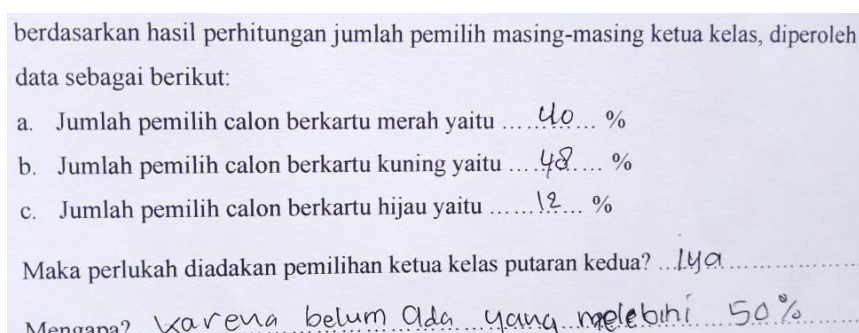 berdasarkan hasil perhitungan jumlah pemilih masing-masing ketua kelas, diperoleh
data sebagai berikut:
a. Jumlah pemilih calon berkartu merah yaitu ... 40 ... %
b. Jumlah pemilih calon berkartu kuning yaitu .... 48 .... %
c. Jumlah pemilih calon berkartu hijau yaitu ...... 12 ... %
Maka perlukah diadakan pemilihan ketua kelas putaran kedua? ... Iya ...............
Mengapa? karena belum ada yang melebihi 50%